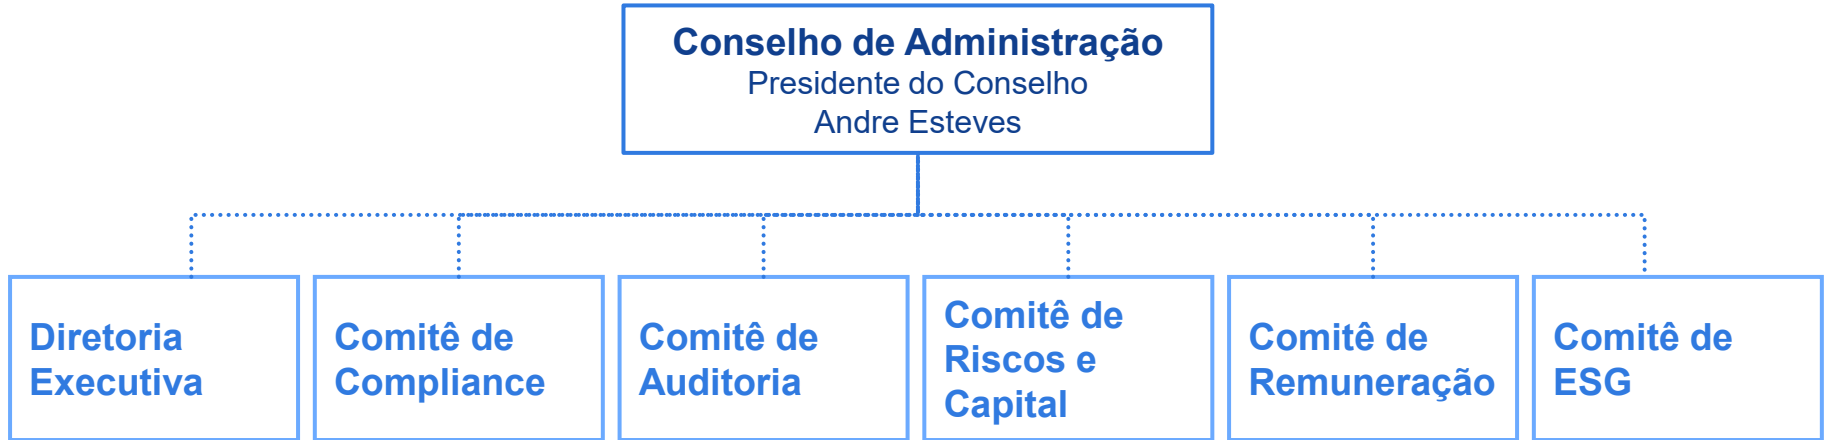 Conselho de Administração
Presidente do Conselho
Andre Esteves
Diretoria
Executiva
Comitê de
Compliance
Comitê de
Auditoria
Comitê de
Riscos e
Capital
Comitê de
Remuneração
Comitê de
ESG